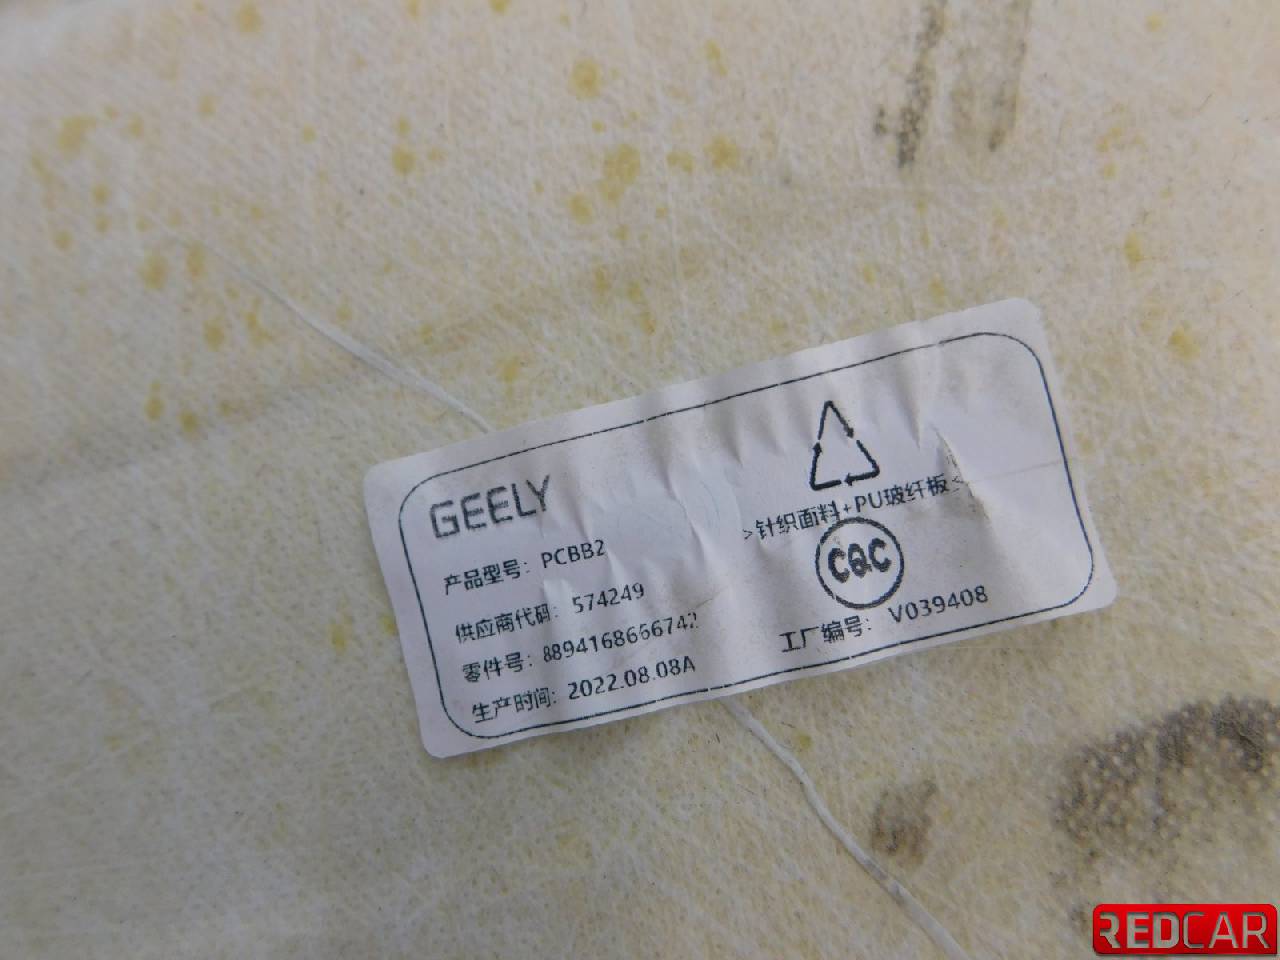 GEELY
产品型号：PCBB2
供应商代码：574249
零件号：8894168666742
生产时间：2022.08.08A
>针织面料+PU玻纤板<
CQC
工厂编号：V039408
REDCAR